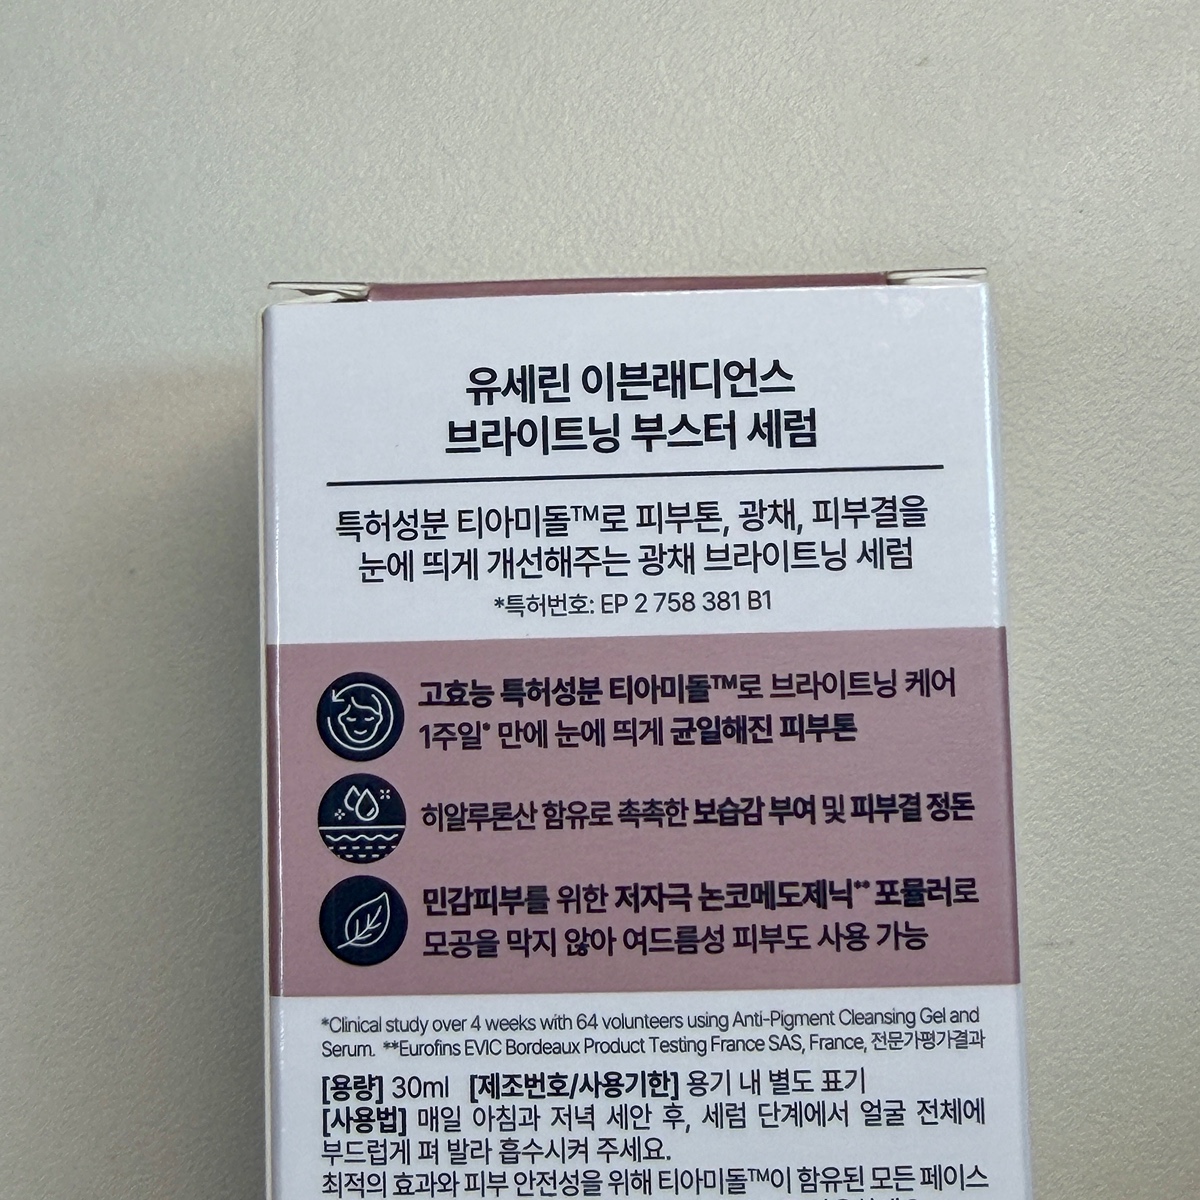 유세린 이븐래디언스
브라이트닝 부스터 세럼
특허성분 티아미돌™로 피부톤, 광채, 피부결을
눈에 띄게 개선해주는 광채 브라이트닝 세럼
*특허번호: EP 2 758 381 B1
고효능 특허성분 티아미돌™로 브라이트닝 케어
1주일* 만에 눈에 띄게 균일해진 피부톤
히알루론산 함유로 촉촉한 보습감 부여 및 피부결 정돈
민감피부를 위한 저자극 논코메도제닉** 포뮬러로
모공을 막지 않아 여드름성 피부도 사용 가능
*Clinical study over 4 weeks with 64 volunteers using Anti-Pigment Cleansing Gel and
Serum. **Eurofins EVIC Bordeaux Product Testing France SAS, France, 전문가평가결과
[용량] 30ml [제조번호/사용기한] 용기 내 별도 표기
[사용법] 매일 아침과 저녁 세안 후, 세럼 단계에서 얼굴 전체에
부드럽게 펴 발라 흡수시켜 주세요.
최적의 효과와 피부 안전성을 위해 티아미돌™이 함유된 모든 페이스